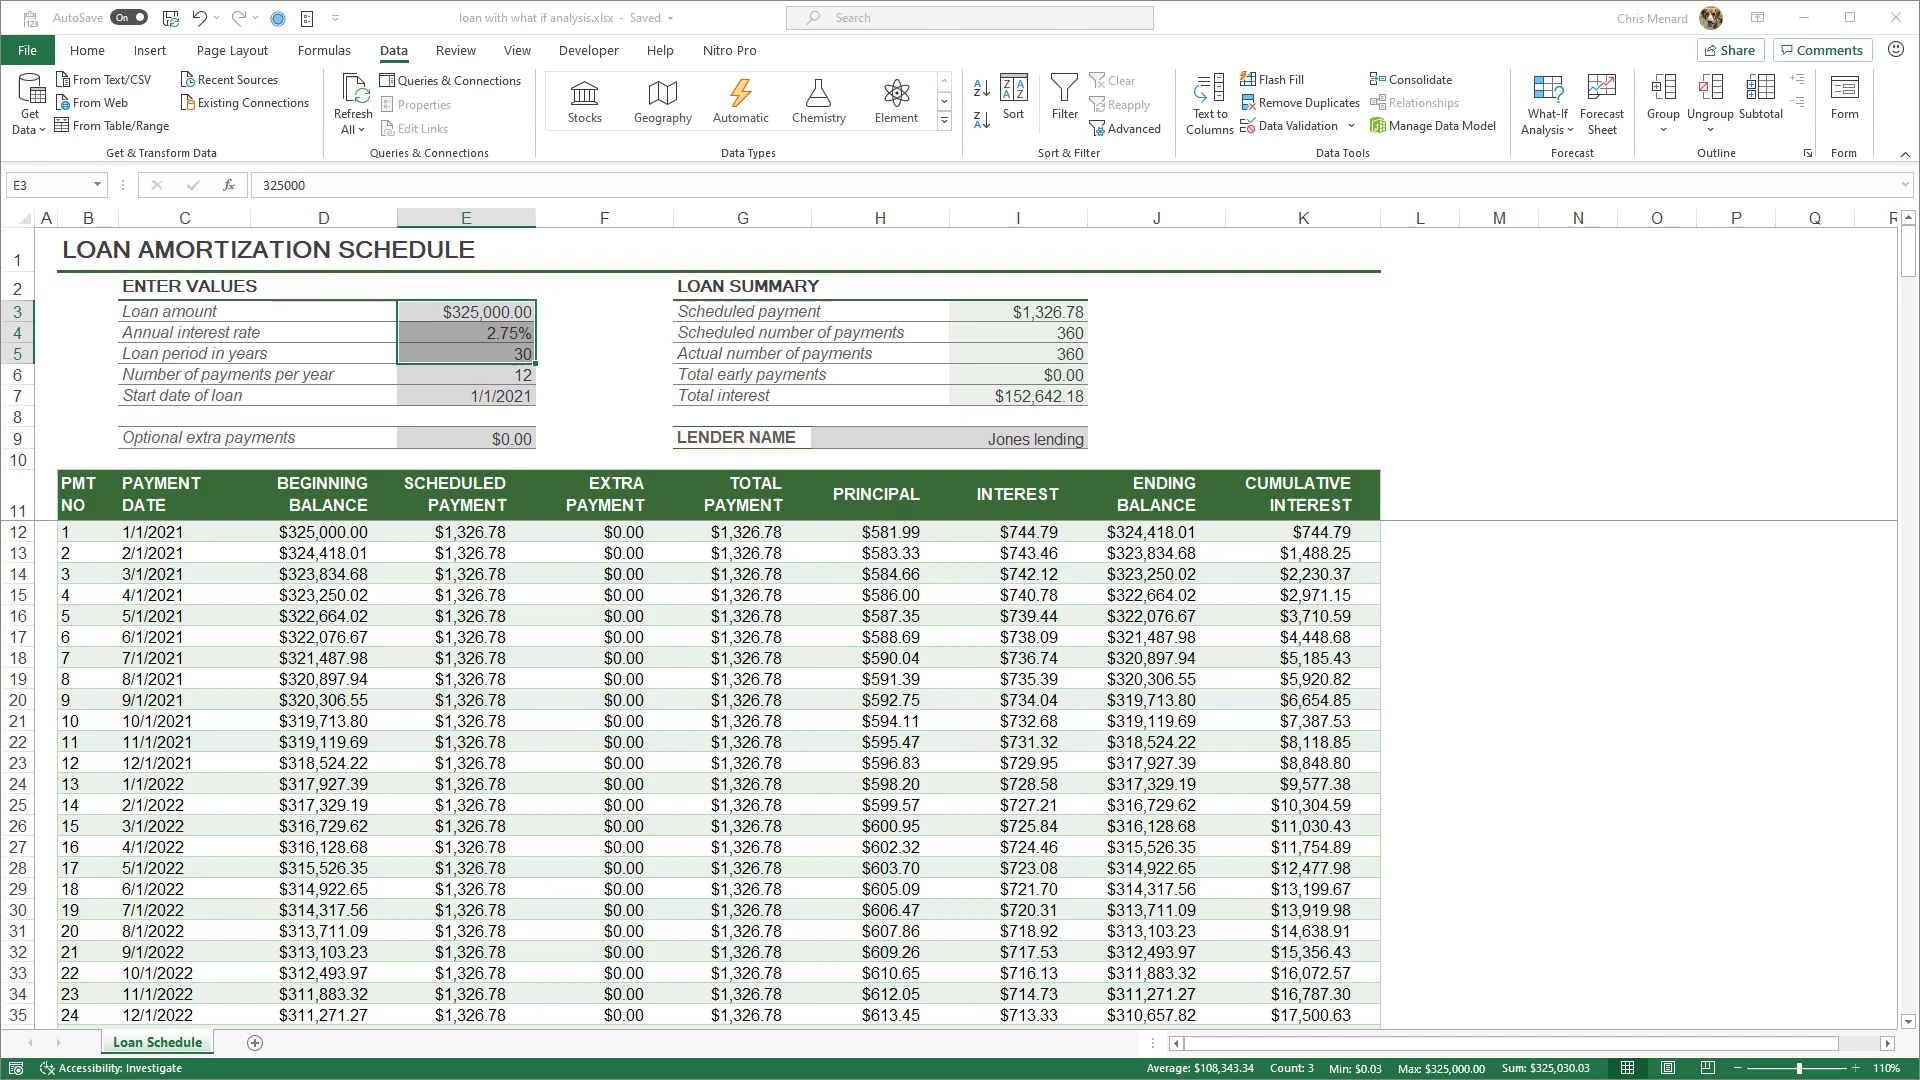 AutoSave On loan with what if analysis.xlsx - Saved Search Chris Menard
File Home Insert Page Layout Formulas Data Review View Developer Help Nitro Pro Share Comments
Get Data From Text/CSV From Web From Table/Range Recent Sources Existing Connections
Get & Transform Data
Refresh All Queries & Connections Properties Edit Links
Queries & Connections
Stocks Geography Automatic Chemistry Element
Data Types
Sort Filter Clear Reapply Advanced
Sort & Filter
Text to Columns Flash Fill Remove Duplicates Data Validation Consolidate Relationships Manage Data Model
Data Tools
What-If Analysis Forecast Sheet
Forecast
Group Ungroup Subtotal
Outline
Form
Form
E3 fx 325000
A B C D E F G H I J K L M N O P Q R
1 LOAN AMORTIZATION SCHEDULE
2 ENTER VALUES LOAN SUMMARY
3 Loan amount $325,000.00 Scheduled payment $1,326.78
4 Annual interest rate 2.75% Scheduled number of payments 360
5 Loan period in years 30 Actual number of payments 360
6 Number of payments per year 12 Total early payments $0.00
7 Start date of loan 1/1/2021 Total interest $152,642.18
8
9 Optional extra payments $0.00 LENDER NAME Jones lending
10
11 PMT NO PAYMENT DATE BEGINNING BALANCE SCHEDULED PAYMENT EXTRA PAYMENT TOTAL PAYMENT PRINCIPAL INTEREST ENDING BALANCE CUMULATIVE INTEREST
12 1 1/1/2021 $325,000.00 $1,326.78 $0.00 $1,326.78 $581.99 $744.79 $324,418.01 $744.79
13 2 2/1/2021 $324,418.01 $1,326.78 $0.00 $1,326.78 $583.33 $743.46 $323,834.68 $1,488.25
14 3 3/1/2021 $323,834.68 $1,326.78 $0.00 $1,326.78 $584.66 $742.12 $323,250.02 $2,230.37
15 4 4/1/2021 $323,250.02 $1,326.78 $0.00 $1,326.78 $586.00 $740.78 $322,664.02 $2,971.15
16 5 5/1/2021 $322,664.02 $1,326.78 $0.00 $1,326.78 $587.35 $739.44 $322,076.67 $3,710.59
17 6 6/1/2021 $322,076.67 $1,326.78 $0.00 $1,326.78 $588.69 $738.09 $321,487.98 $4,448.68
18 7 7/1/2021 $321,487.98 $1,326.78 $0.00 $1,326.78 $590.04 $736.74 $320,897.94 $5,185.43
19 8 8/1/2021 $320,897.94 $1,326.78 $0.00 $1,326.78 $591.39 $735.39 $320,306.55 $5,920.82
20 9 9/1/2021 $320,306.55 $1,326.78 $0.00 $1,326.78 $592.75 $734.04 $319,713.80 $6,654.85
21 10 10/1/2021 $319,713.80 $1,326.78 $0.00 $1,326.78 $594.11 $732.68 $319,119.69 $7,387.53
22 11 11/1/2021 $319,119.69 $1,326.78 $0.00 $1,326.78 $595.47 $731.32 $318,524.22 $8,118.85
23 12 12/1/2021 $318,524.22 $1,326.78 $0.00 $1,326.78 $596.83 $729.95 $317,927.39 $8,848.80
24 13 1/1/2022 $317,927.39 $1,326.78 $0.00 $1,326.78 $598.20 $728.58 $317,329.19 $9,577.38
25 14 2/1/2022 $317,329.19 $1,326.78 $0.00 $1,326.78 $599.57 $727.21 $316,729.62 $10,304.59
26 15 3/1/2022 $316,729.62 $1,326.78 $0.00 $1,326.78 $600.95 $725.84 $316,128.68 $11,030.43
27 16 4/1/2022 $316,128.68 $1,326.78 $0.00 $1,326.78 $602.32 $724.46 $315,526.35 $11,754.89
28 17 5/1/2022 $315,526.35 $1,326.78 $0.00 $1,326.78 $603.70 $723.08 $314,922.65 $12,477.98
29 18 6/1/2022 $314,922.65 $1,326.78 $0.00 $1,326.78 $605.09 $721.70 $314,317.56 $13,199.67
30 19 7/1/2022 $314,317.56 $1,326.78 $0.00 $1,326.78 $606.47 $720.31 $313,711.09 $13,919.98
31 20 8/1/2022 $313,711.09 $1,326.78 $0.00 $1,326.78 $607.86 $718.92 $313,103.23 $14,638.91
32 21 9/1/2022 $313,103.23 $1,326.78 $0.00 $1,326.78 $609.26 $717.53 $312,493.97 $15,356.43
33 22 10/1/2022 $312,493.97 $1,326.78 $0.00 $1,326.78 $610.65 $716.13 $311,883.32 $16,072.57
34 23 11/1/2022 $311,883.32 $1,326.78 $0.00 $1,326.78 $612.05 $714.73 $311,271.27 $16,787.30
35 24 12/1/2022 $311,271.27 $1,326.78 $0.00 $1,326.78 $613.45 $713.33 $310,657.82 $17,500.63
Loan Schedule
Accessibility: Investigate Average: $108,343.34 Count: 3 Min: $0.03 Max: $325,000.00 Sum: $325,030.03 110%